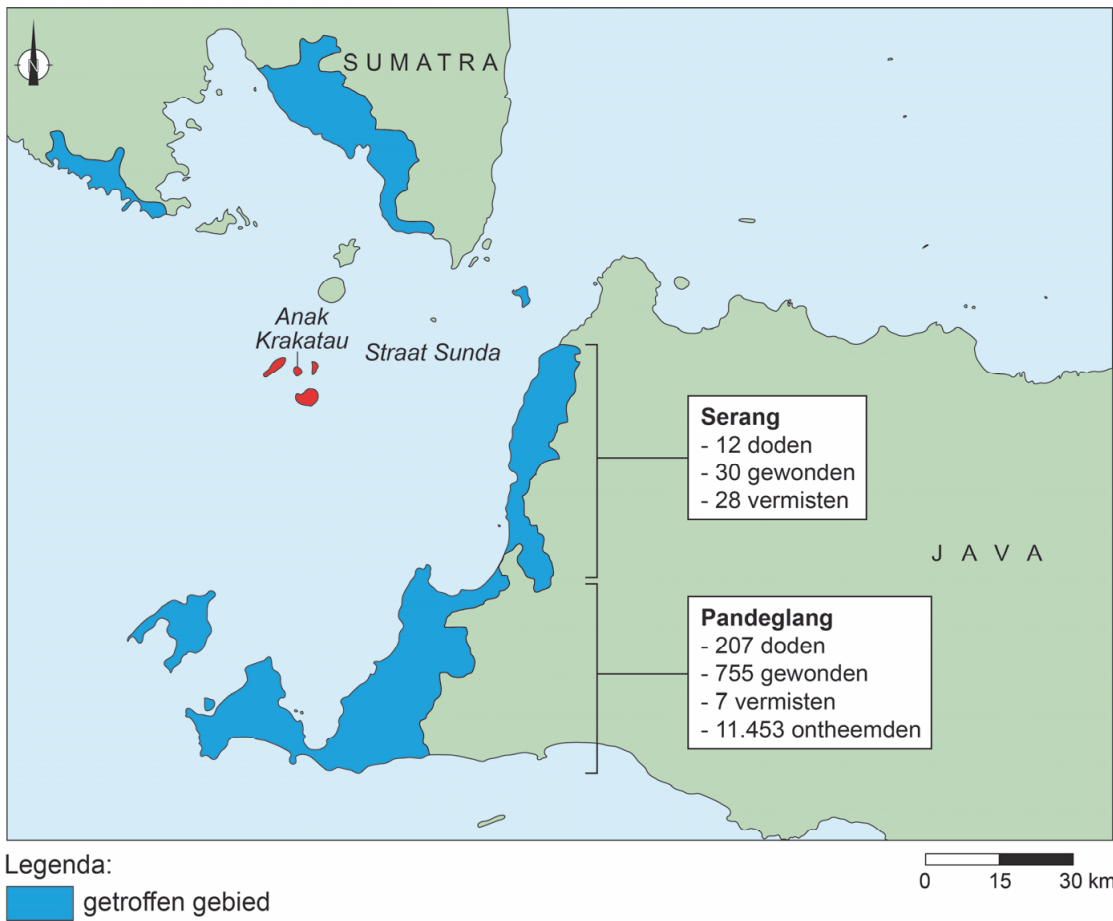 N
SUMATRA
Anak
Krakatau
Straat Sunda
Serang
- 12 doden
- 30 gewonden
- 28 vermisten
JAVA
Pandeglang
- 207 doden
- 755 gewonden
- 7 vermisten
- 11.453 ontheemden
Legenda:
getroffen gebied
0 15 30 km